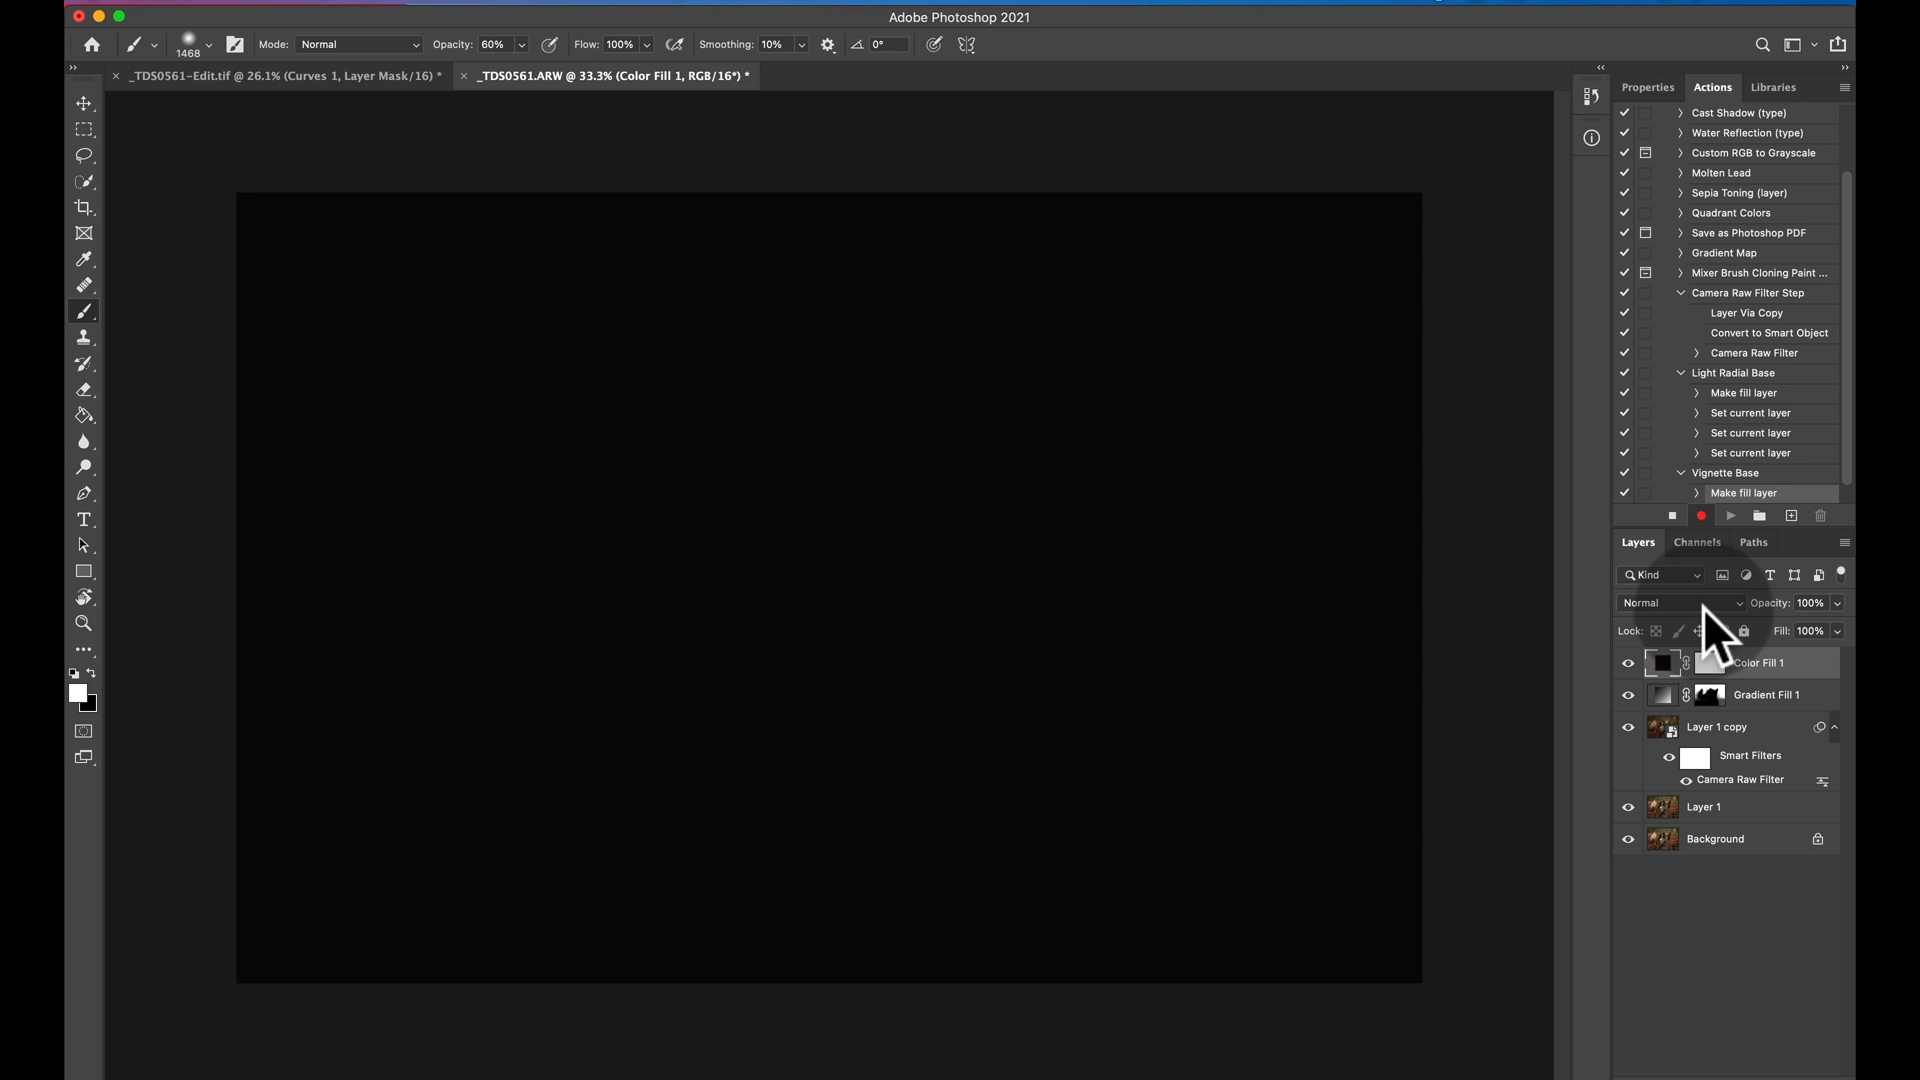 Adobe Photoshop 2021
1468 Mode: Normal Opacity: 60% Flow: 100% Smoothing: 10% 0°
_TDS0561-Edit.tif @ 26.1% (Curves 1, Layer Mask/16) * _TDS0561.ARW @ 33.3% (Color Fill 1, RGB/16*) *
Properties Actions Libraries
Cast Shadow (type)
Water Reflection (type)
Custom RGB to Grayscale
Molten Lead
Sepia Toning (layer)
Quadrant Colors
Save as Photoshop PDF
Gradient Map
Mixer Brush Cloning Paint ...
Camera Raw Filter Step
Layer Via Copy
Convert to Smart Object
Camera Raw Filter
Light Radial Base
Make fill layer
Set current layer
Set current layer
Set current layer
Vignette Base
Make fill layer
Layers Channels Paths
Kind
Normal Opacity: 100%
Lock: Fill: 100%
Color Fill 1
Gradient Fill 1
Layer 1 copy
Smart Filters
Camera Raw Filter
Layer 1
Background